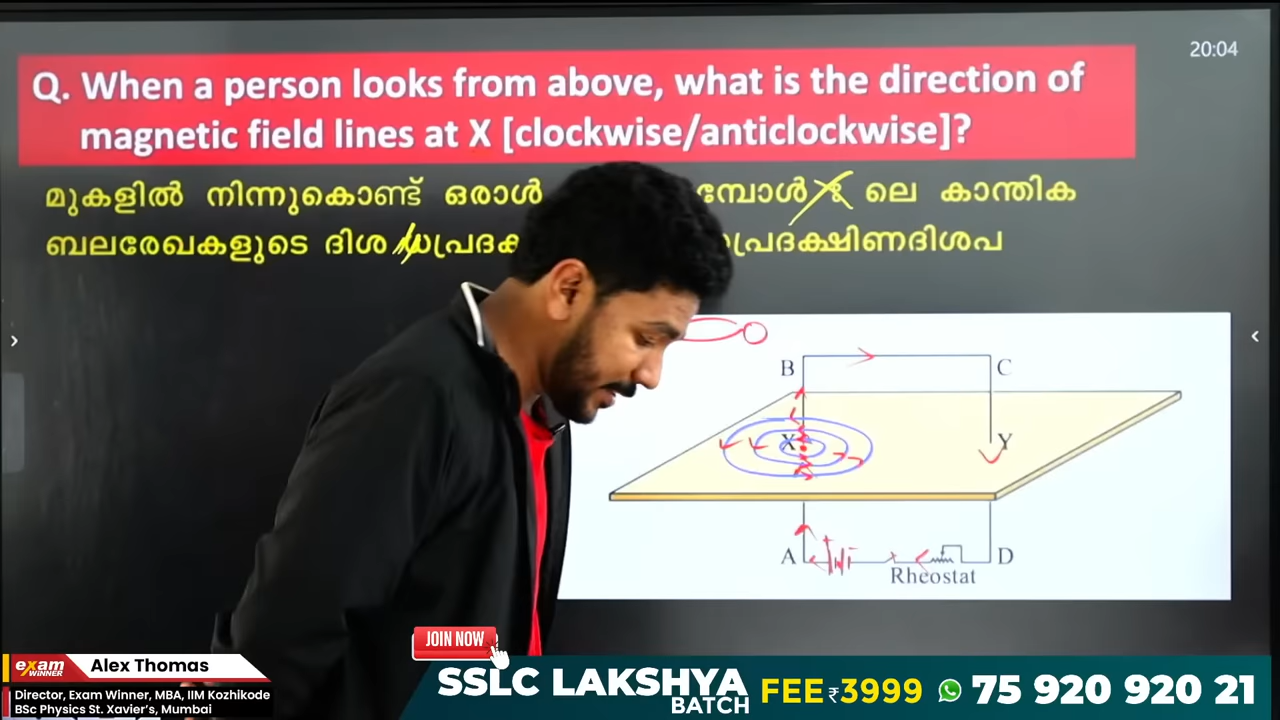 20:04
Q. When a person looks from above, what is the direction of
magnetic field lines at X [clockwise/anticlockwise]?
മുകളിൽ നിന്നുകൊണ്ട് ഒരാൾ ലെ കാന്തിക
ബലരേഖകളുടെ ദിശ
B
C
X
Y
A
D
Rheostat
JOIN NOW
exam WINNER
Alex Thomas
Director, Exam Winner, MBA, IIM Kozhikode
BSc Physics St. Xavier's, Mumbai
SSLC LAKSHYA
BATCH
FEE ₹3999
75 920 920 21